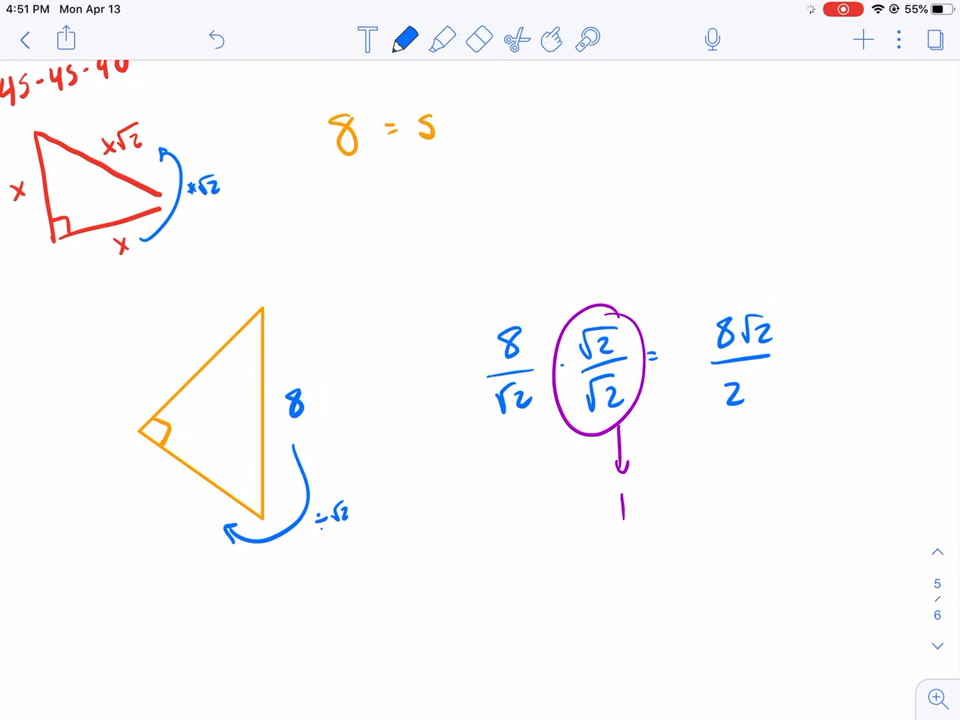 4:51 PM Mon Apr 13
55%
T
45-45-90
x√2
x
x
*√2
8 = s
8
÷√2
8/√2 · √2/√2 = 8√2/2
1
5
/
6